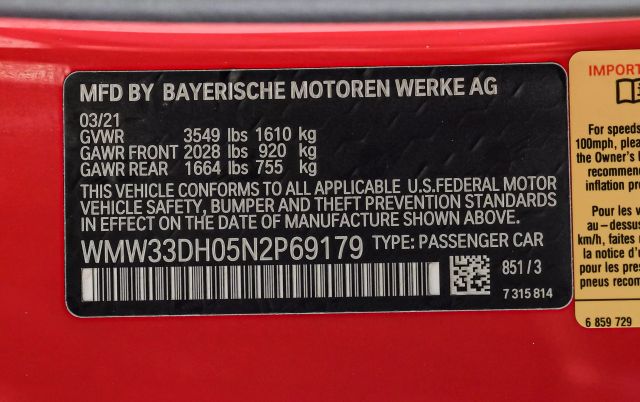 MFD BY BAYERISCHE MOTOREN WERKE AG
03/21
GVWR 3549 lbs 1610 kg
GAWR FRONT 2028 lbs 920 kg
GAWR REAR 1664 lbs 755 kg
THIS VEHICLE CONFORMS TO ALL APPLICABLE U.S.FEDERAL MOTOR
VEHICLE SAFETY, BUMPER AND THEFT PREVENTION STANDARDS
IN EFFECT ON THE DATE OF MANUFACTURE SHOWN ABOVE.
WMW33DH05N2P69179 TYPE: PASSENGER CAR
851/3
7 315 814
IMPORT
For speeds
100mph, plea
the Owner's
recommen
inflation pr
Pour les v
au-dessus
km/h,
la notice d'
pour les pres
pneus recom
6 859 729